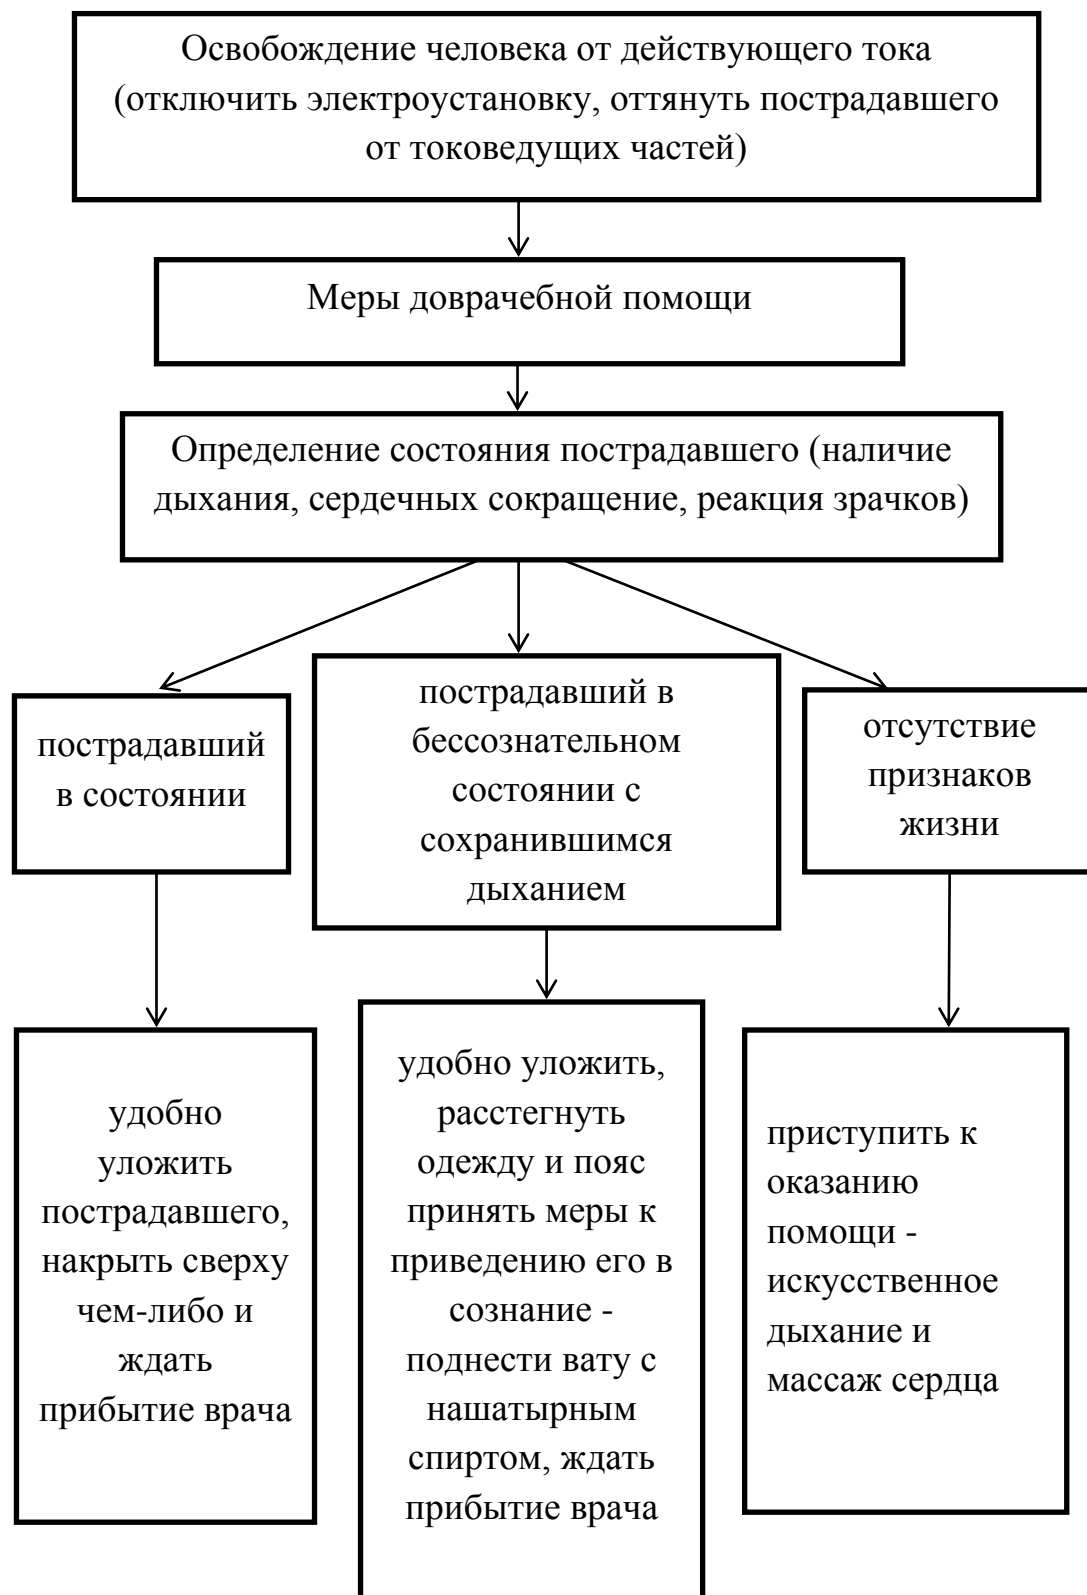 Освобождение человека от действующего тока
(отключить электроустановку, оттянуть пострадавшего
от токоведущих частей)
Меры доврачебной помощи
Определение состояния пострадавшего (наличие
дыхания, сердечных сокращение, реакция зрачков)
пострадавший
в состоянии
пострадавший в
бессознательном
состоянии с
сохранившимся
дыханием
отсутствие
признаков
жизни
удобно
уложить
пострадавшего,
накрыть сверху
чем-либо и
ждать
прибытие врача
удобно уложить,
расстегнуть
одежду и пояс
принять меры к
приведению его в
сознание -
поднести вату с
нашатырным
спиртом, ждать
прибытие врача
приступить к
оказанию
помощи -
искусственное
дыхание и
массаж сердца